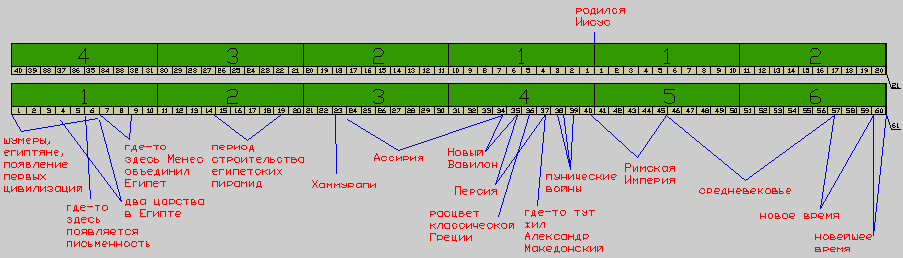 родился
Иисус
4 3 2 1 1 2
40 39 38 37 36 35 34 33 32 31 30 29 28 27 26 25 24 23 22 21 20 19 18 17 16 15 14 13 12 11 10 9 8 7 6 5 4 3 2 1 1 2 3 4 5 6 7 8 9 10 11 12 13 14 15 16 17 18 19 20
21
1 2 3 4 5 6
1 2 3 4 5 6 7 8 9 10 11 12 13 14 15 16 17 18 19 20 21 22 23 24 25 26 27 28 29 30 31 32 33 34 35 36 37 38 39 40 41 42 43 44 45 46 47 48 49 50 51 52 53 54 55 56 57 58 59 60
61
шумеры,
египтяне,
появление
первых
цивилизаций
где-то
здесь
появляется
письменность
где-то
здесь Менес
объединил
Египет
два царства
в Египте
период
строительства
египетских
пирамид
Хаммурапи
Ассирия
Новый
Вавилон
Персия
расцвет
классической
Греции
где-то тут
жил
Александр
Македонский
пунические
войны
Римская
Империя
средневековье
новое время
новейшее
время